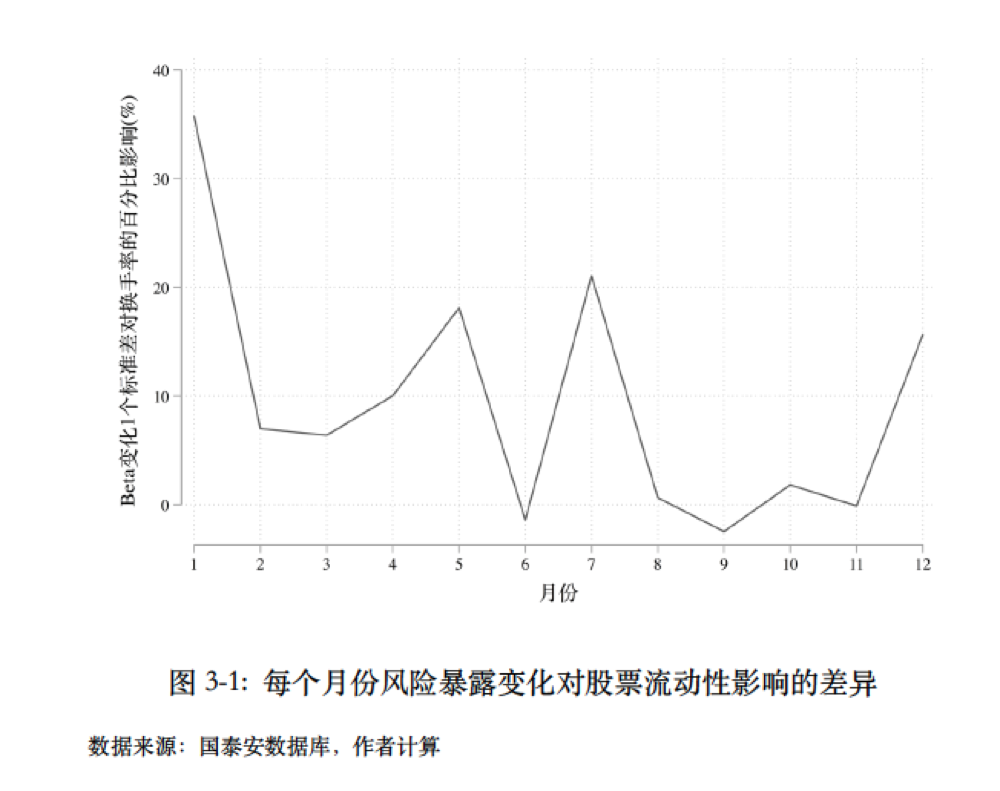 40
30
20
10
0
Beta变化1个标准差对换手率的百分比影响(%)
1 2 3 4 5 6 7 8 9 10 11 12
月份
图 3-1: 每个月份风险暴露变化对股票流动性影响的差异
数据来源：国泰安数据库，作者计算